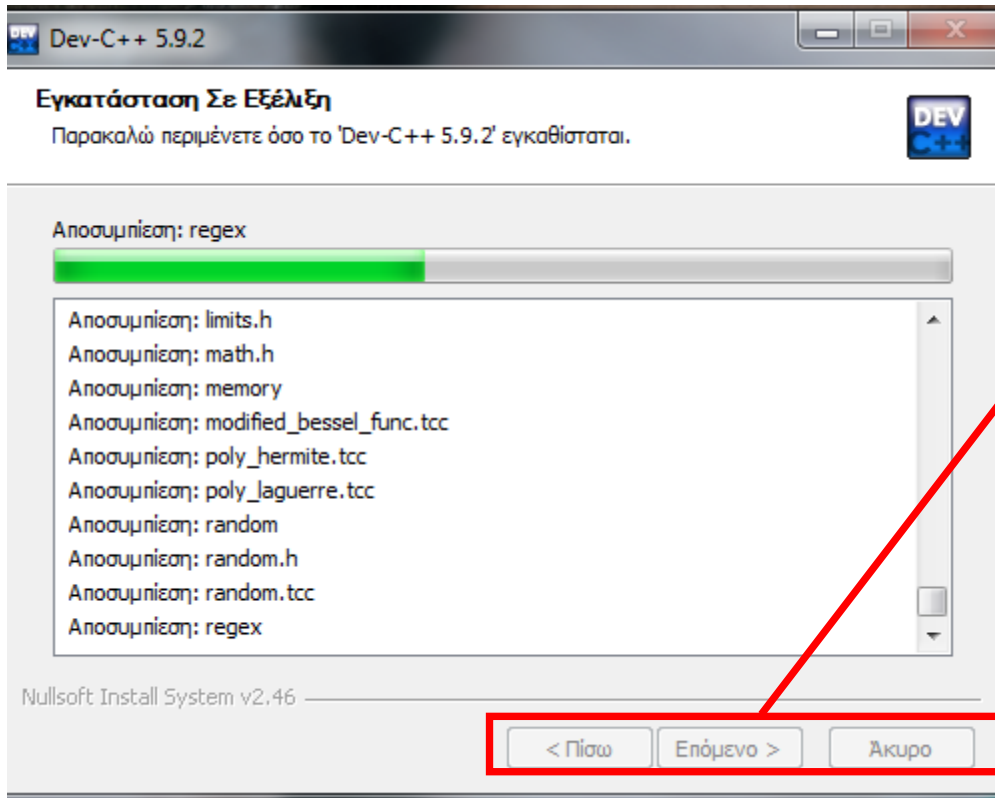 DEV C++ Dev-C++ 5.9.2
Εγκατάσταση Σε Εξέλιξη
Παρακαλώ περιμένετε όσο το 'Dev-C++ 5.9.2' εγκαθίσταται.
DEV
C++
Αποσυμπίεση: regex
Αποσυμπίεση: limits.h
Αποσυμπίεση: math.h
Αποσυμπίεση: memory
Αποσυμπίεση: modified_bessel_func.tcc
Αποσυμπίεση: poly_hermite.tcc
Αποσυμπίεση: poly_laguerre.tcc
Αποσυμπίεση: random
Αποσυμπίεση: random.h
Αποσυμπίεση: random.tcc
Αποσυμπίεση: regex
Nullsoft Install System v2.46
< Πίσω Επόμενο > Άκυρο